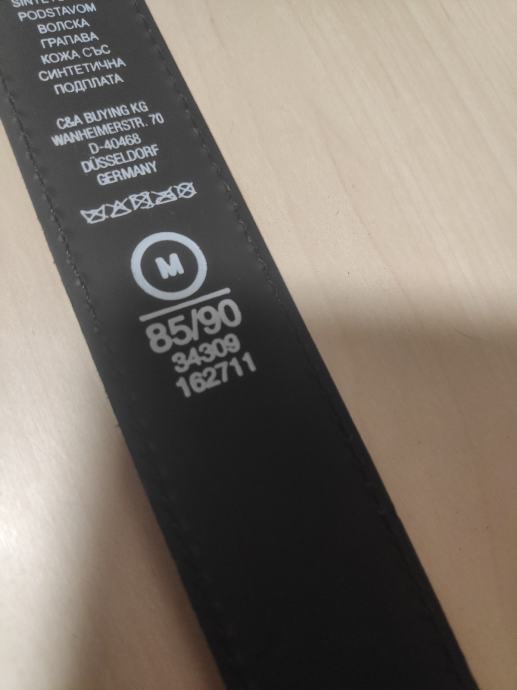 PODSTAVOM
ВОЛСКА
ГРАПАВА
КОЖА СЪС
СИНТЕТИЧНА
ПОДПЛАТА
C&A BUYING KG
WANHEIMERSTR. 70
D-40468
DÜSSELDORF
GERMANY
M
85/90
34309
162711